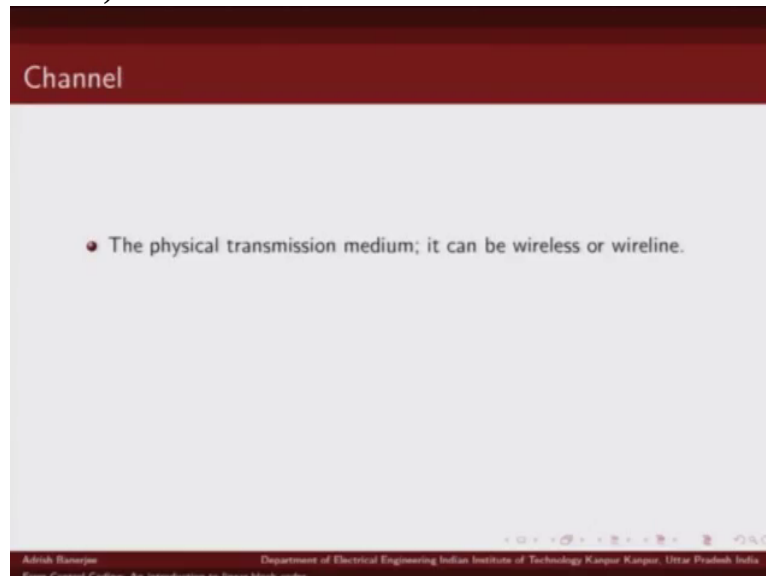 Channel
The physical transmission medium; it can be wireless or wireline.
Adrish Banerjee
Department of Electrical Engineering Indian Institute of Technology Kanpur Kanpur, Uttar Pradesh India